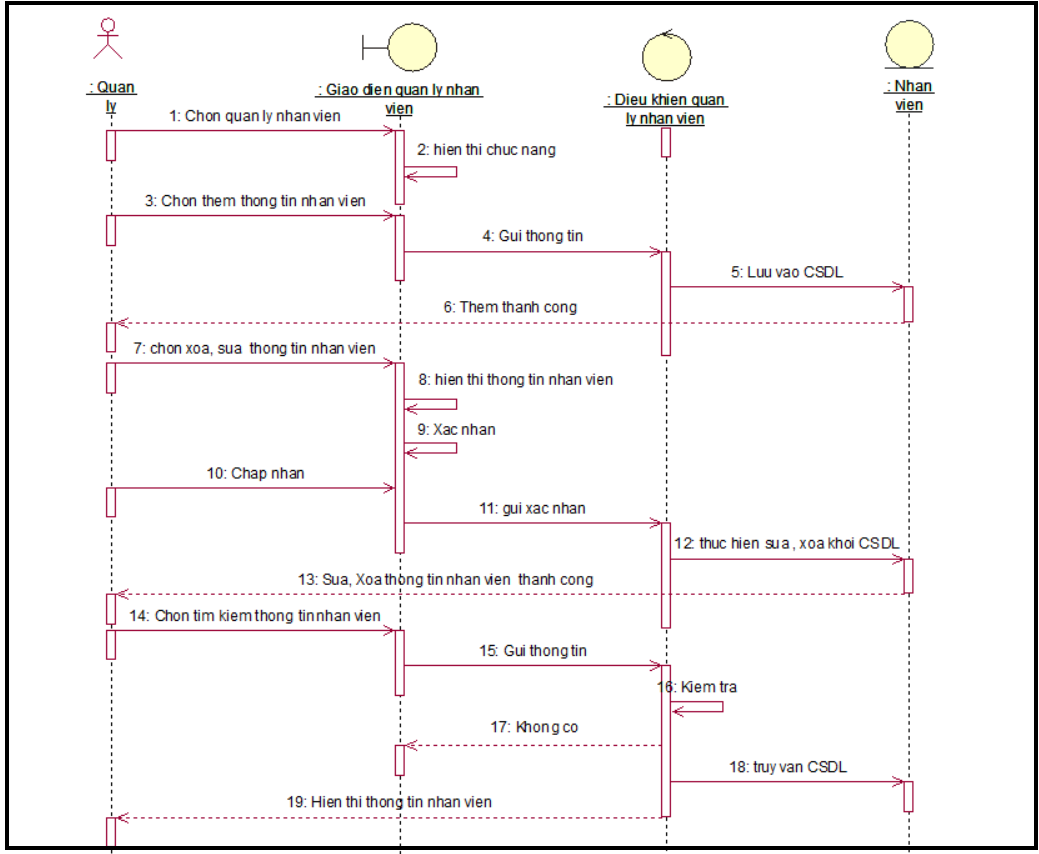 : Quan
ly
: Giao dien quan ly nhan
vien
: Dieu khien quan
ly nhan vien
: Nhan
vien
1: Chon quan ly nhan vien
2: hien thi chuc nang
3: Chon them thong tin nhan vien
4: Gui thong tin
5: Luu vao CSDL
6: Them thanh cong
7: chon xoa, sua thong tin nhan vien
8: hien thi thong tin nhan vien
9: Xac nhan
10: Chap nhan
11: gui xac nhan
12: thuc hien sua , xoa khoi CSDL
13: Sua, Xoa thong tin nhan vien thanh cong
14: Chon tim kiem thong tin nhan vien
15: Gui thong tin
16: Kiem tra
17: Khong co
18: truy van CSDL
19: Hien thi thong tin nhan vien